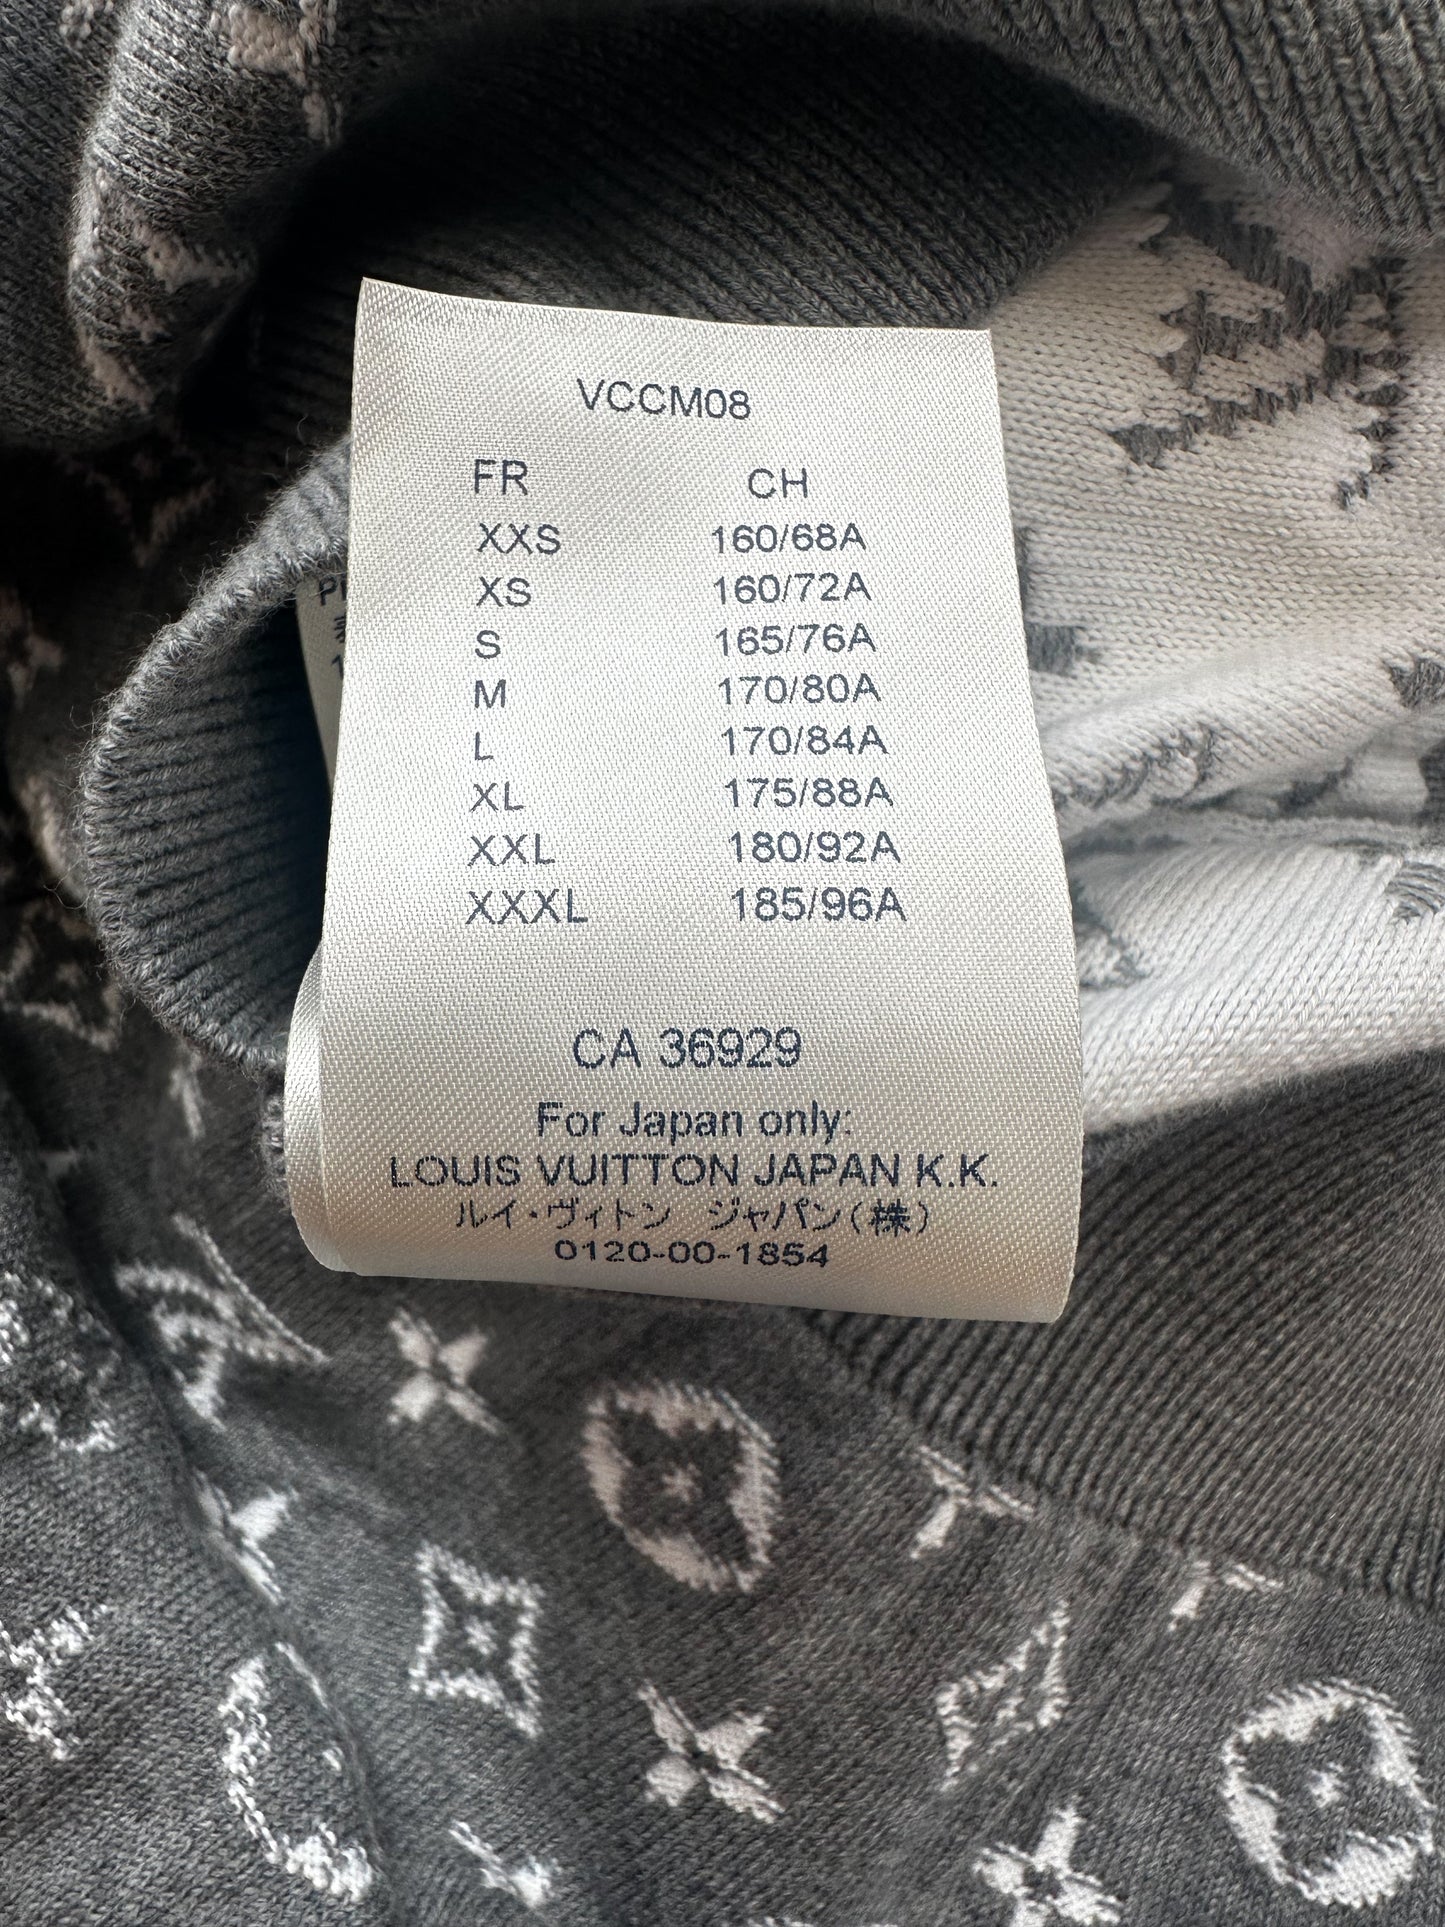 VCCM08
FR CH
XXS 160/68A
XS 160/72A
S 165/76A
M 170/80A
L 170/84A
XL 175/88A
XXL 180/92A
XXXL 185/96A
CA 36929
For Japan only:
LOUIS VUITTON JAPAN K.K.
ルイ・ヴィトン ジャパン(株)
0120-00-1854